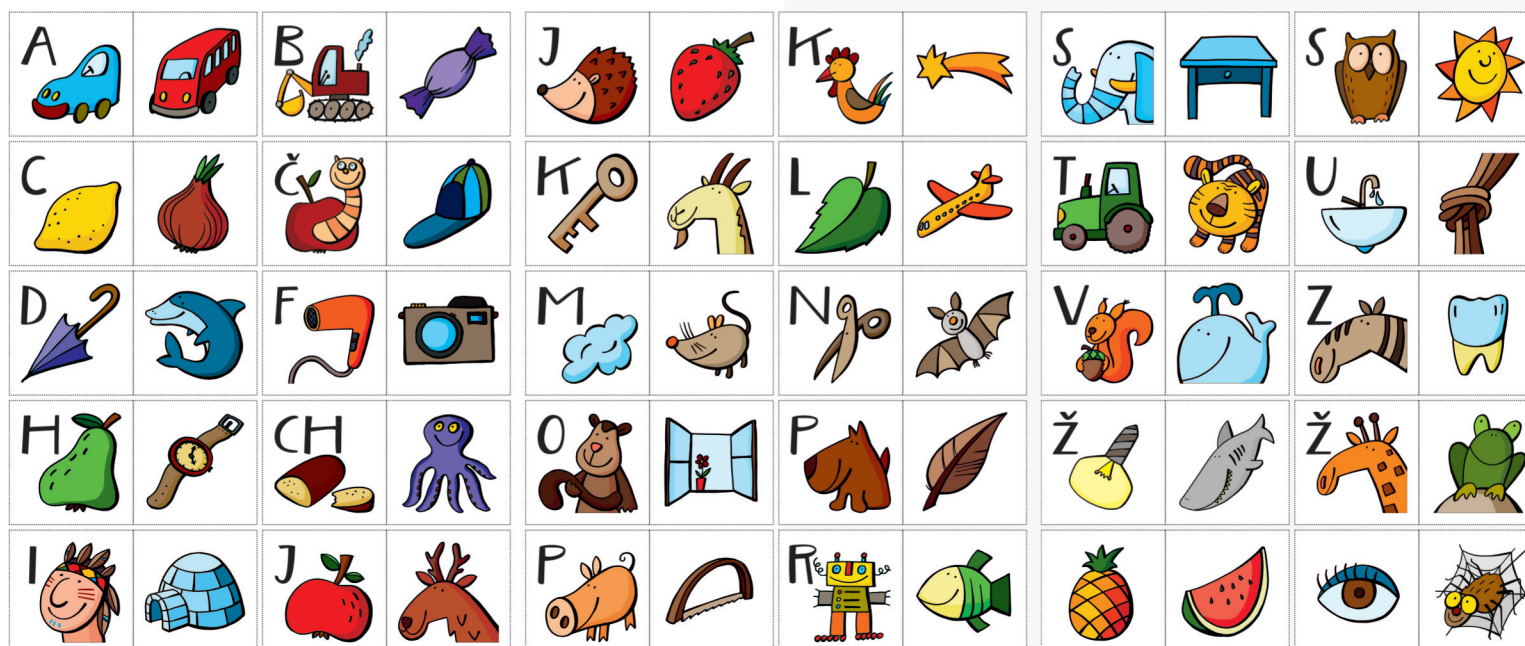 A B J K S S
C Č K L T U
D F M N V Z
H CH O P Ž Ž
I J P R